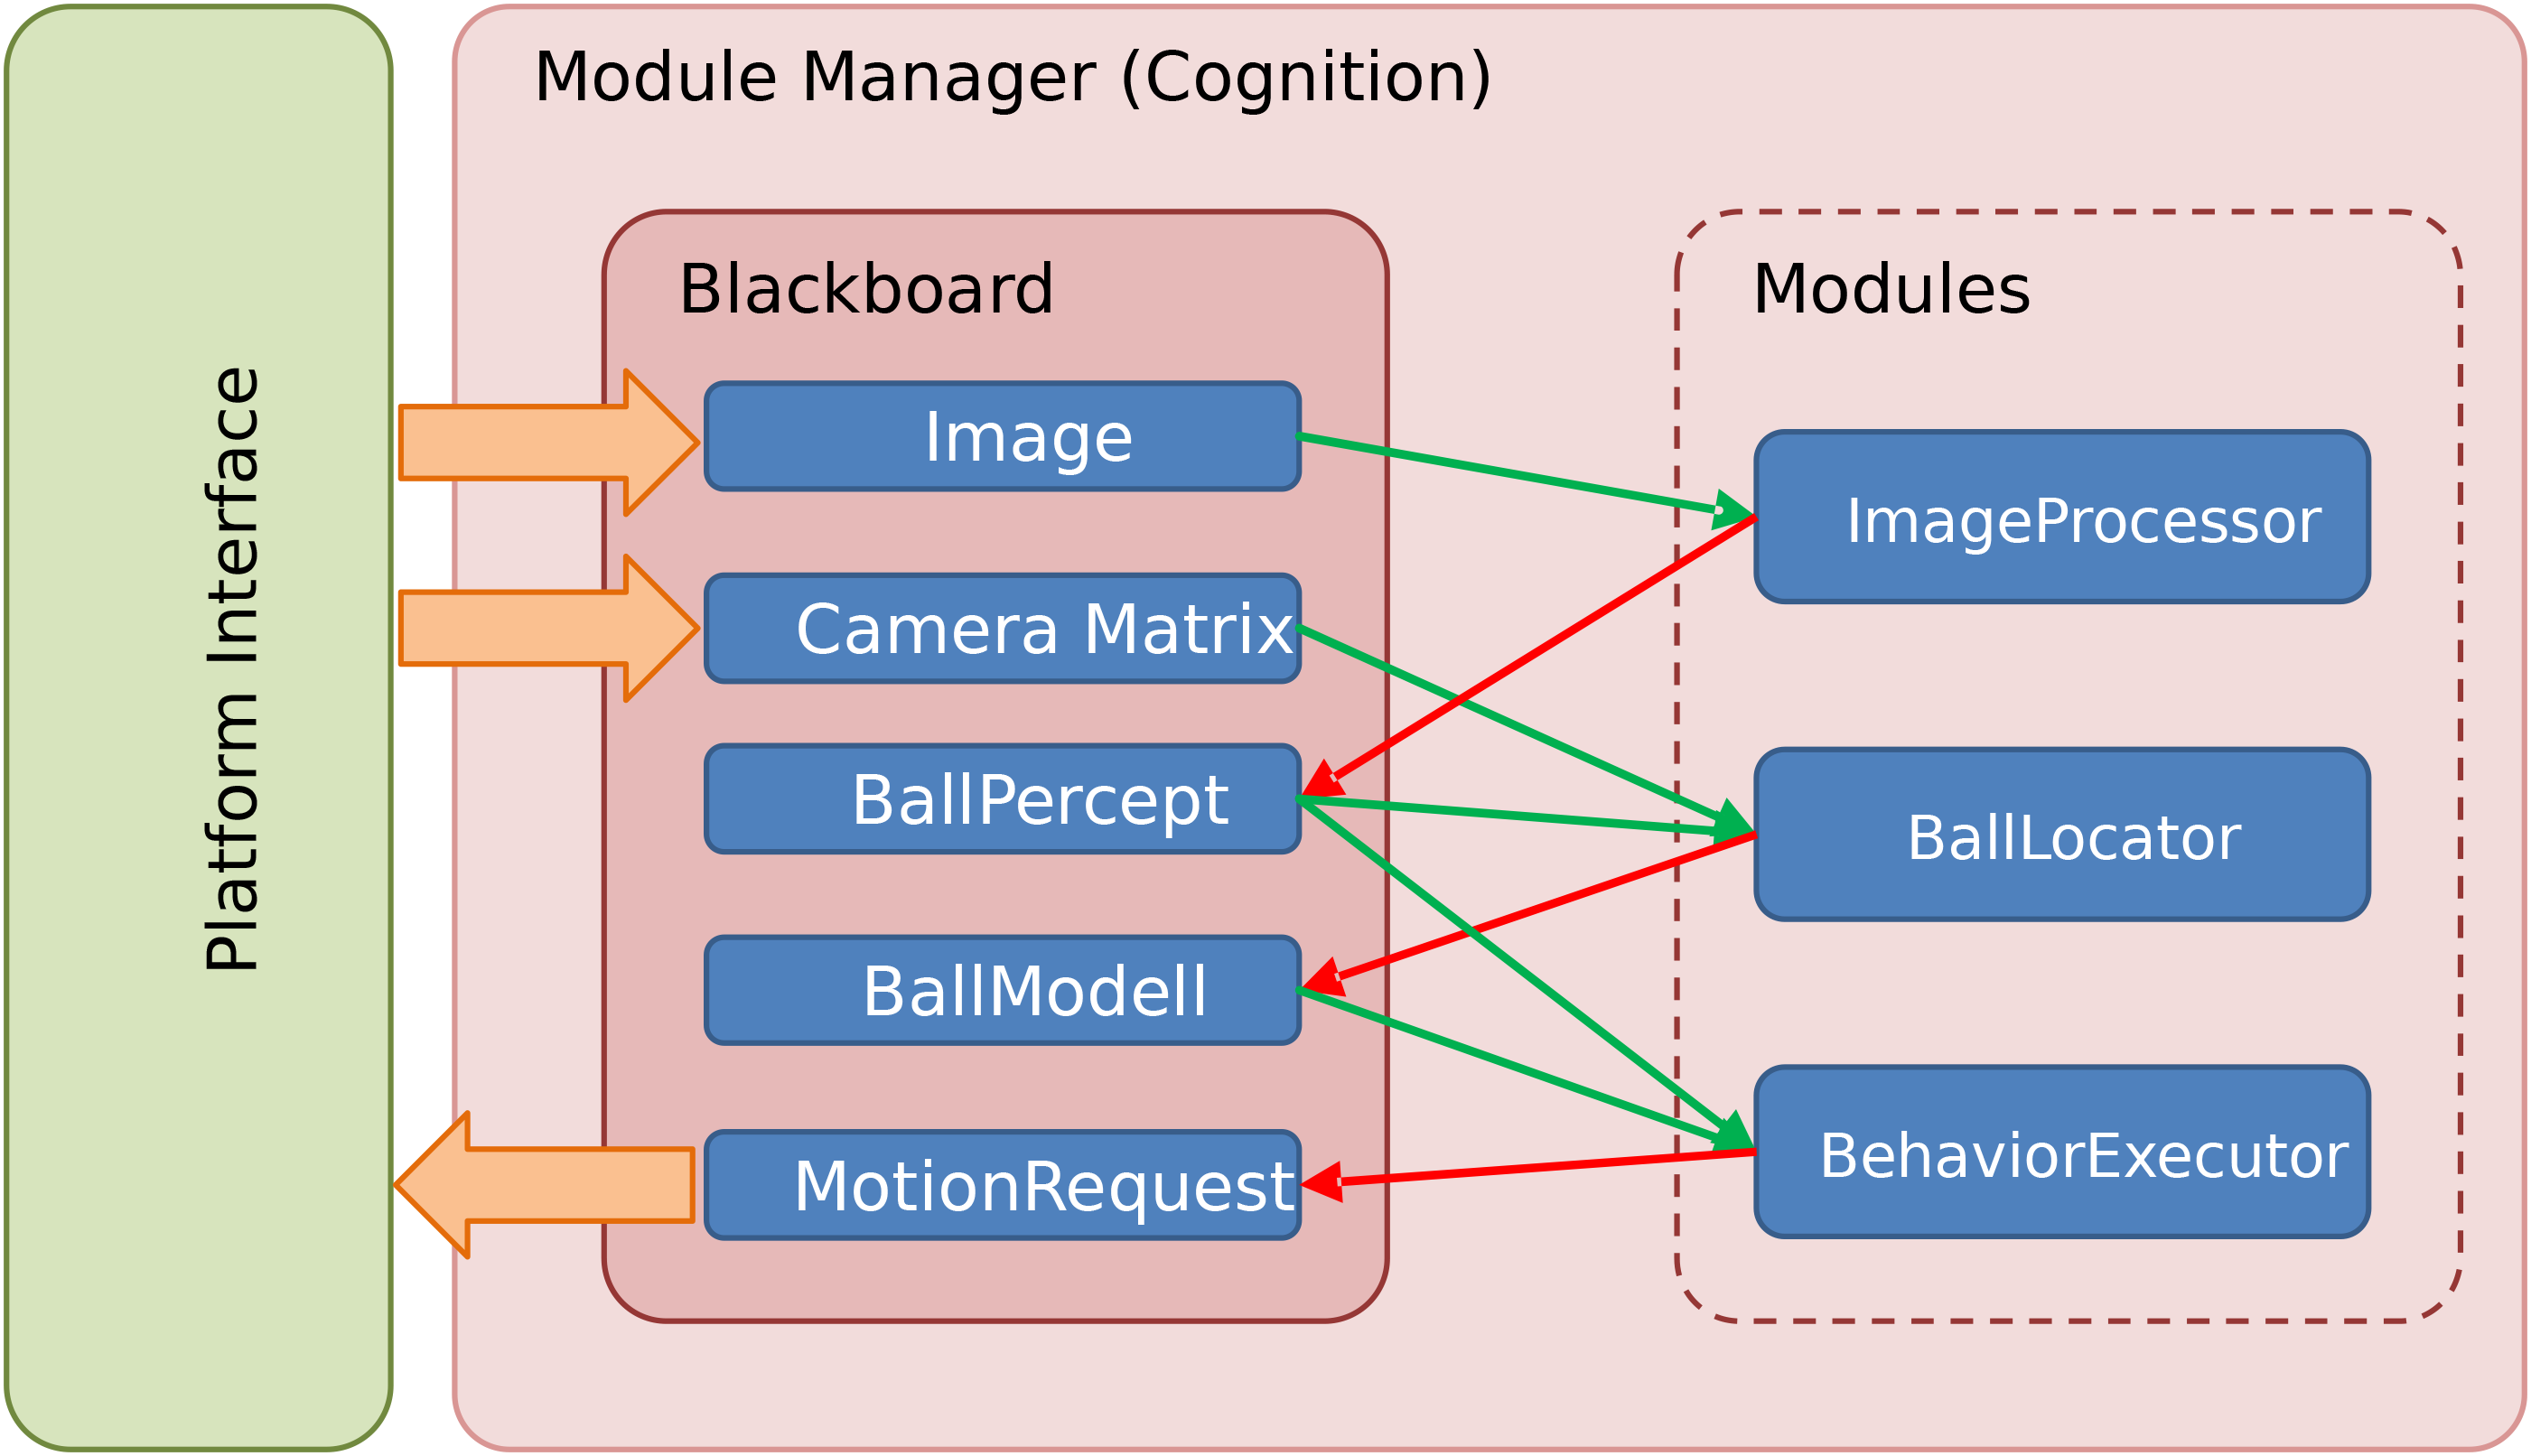 Platform Interface
Module Manager (Cognition)
Blackboard
Image
Camera Matrix
BallPercept
BallModell
MotionRequest
Modules
ImageProcessor
BallLocator
BehaviorExecutor